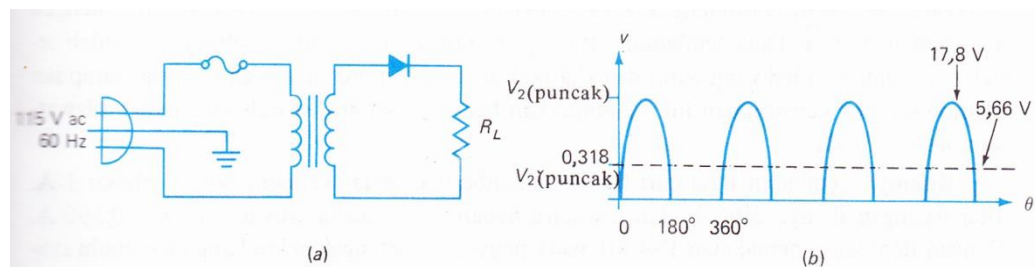 115 V ac
60 Hz
R_L
(a)
v
V₂(puncak)
17,8 V
5,66 V
0,318
V₂(puncak)
θ
0 180° 360°
(b)